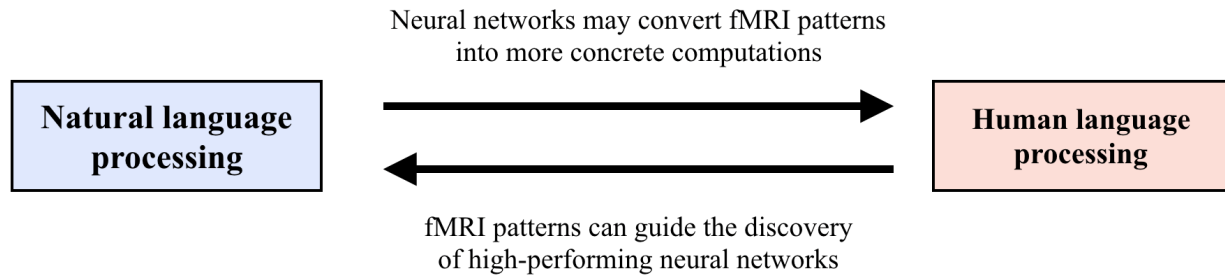 Neural networks may convert fMRI patterns
into more concrete computations
Natural language
processing
Human language
processing
fMRI patterns can guide the discovery
of high-performing neural networks